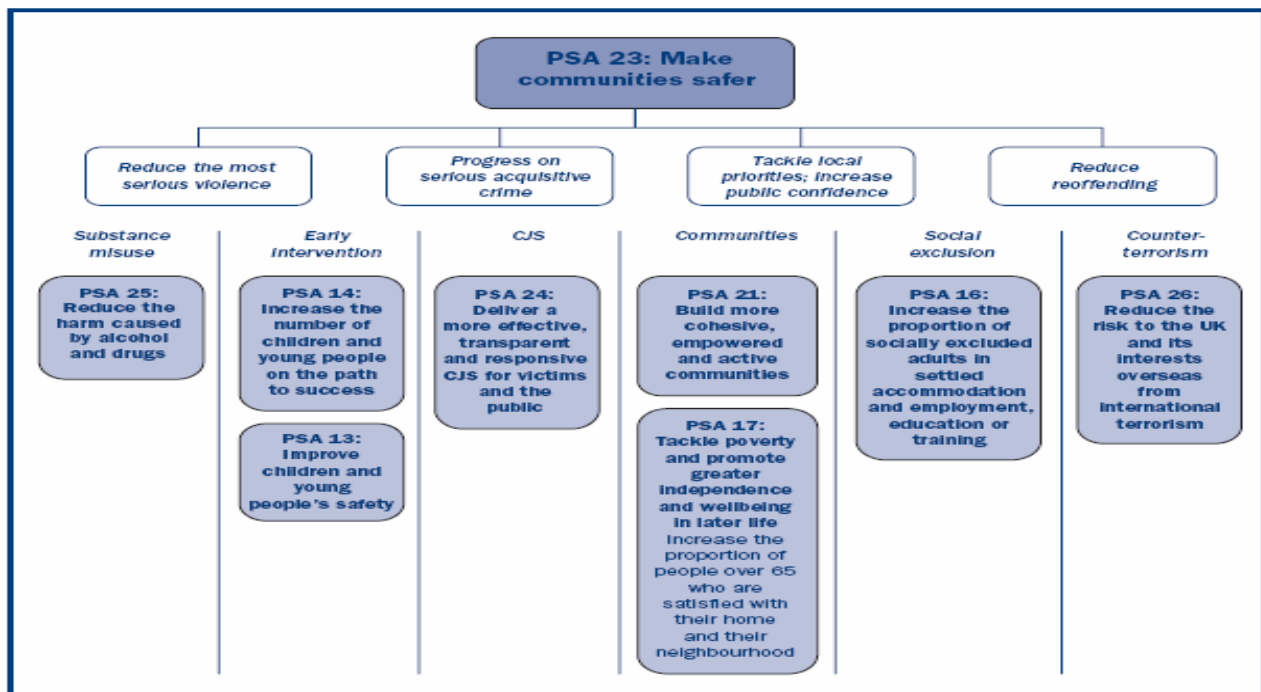 PSA 23: Make
communities safer
Reduce the most
serious violence
Progress on
serious acquisitive
crime
Tackle local
priorities; increase
public confidence
Reduce
reoffending
Substance
misuse
PSA 25:
Reduce the
harm caused
by alcohol
and drugs
Early
intervention
PSA 14:
Increase the
number of
children and
young people
on the path
to success
PSA 13:
Improve
children and
young
people's safety
CJS
PSA 24:
Deliver a
more effective,
transparent
and responsive
CJS for victims
and the
public
Communities
PSA 21:
Build more
cohesive,
empowered
and active
communities
PSA 17:
Tackle poverty
and promote
greater
independence
and wellbeing
in later life
Increase the
proportion of
people over 65
who are
satisfied with
their home
and their
neighbourhood
Social
exclusion
PSA 16:
Increase the
proportion of
socially excluded
adults in
settled
accommodation
and employment,
education or
training
Counter-
terrorism
PSA 26:
Reduce the
risk to the UK
and its
interests
overseas
from
international
terrorism